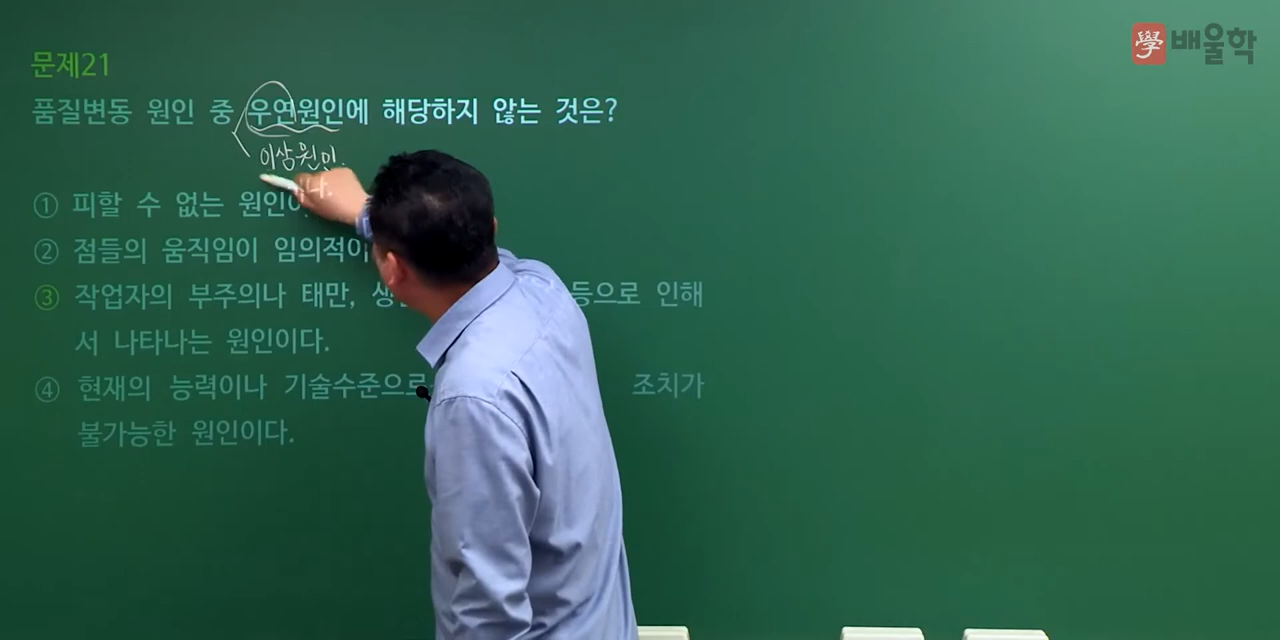 學 배울학
문제21
품질변동 원인 중 우연원인에 해당하지 않는 것은?
이상원인.
① 피할 수 없는 원인이
② 점들의 움직임이 임의적이
③ 작업자의 부주의나 태만, 등으로 인해
서 나타나는 원인이다.
④ 현재의 능력이나 기술수준으로 조치가
불가능한 원인이다.